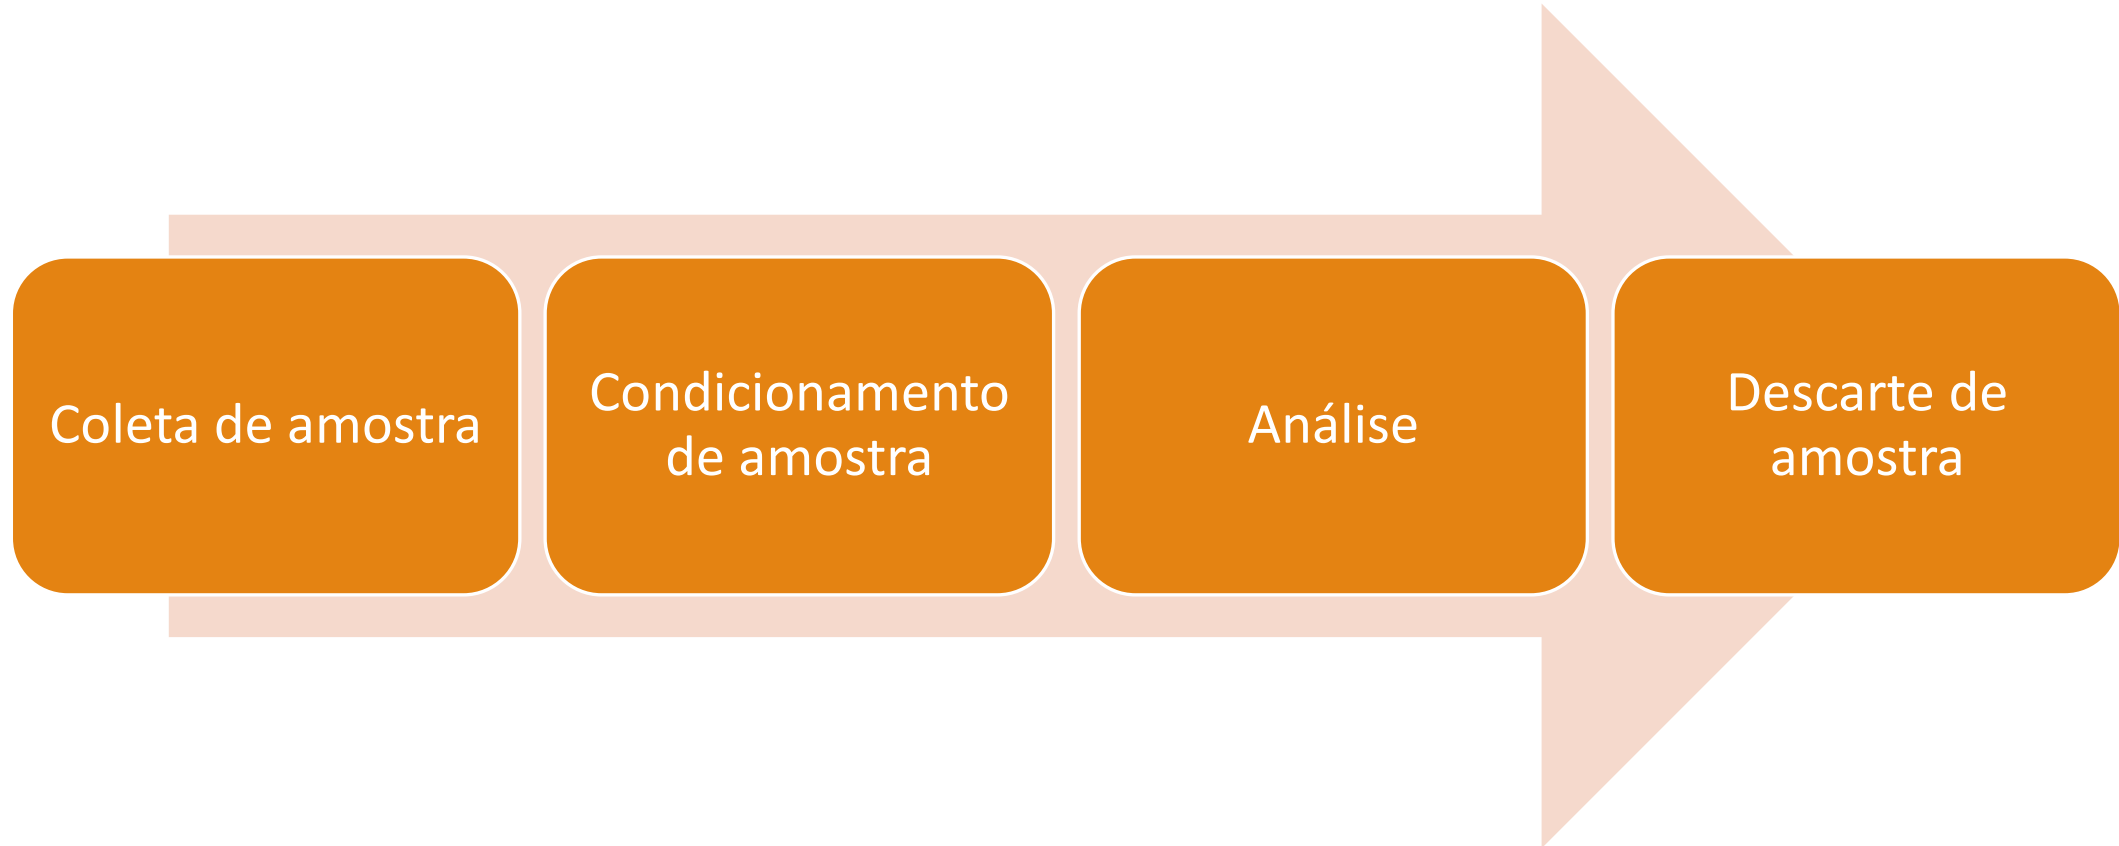 Coleta de amostra
Condicionamento
de amostra
Análise
Descarte de
amostra